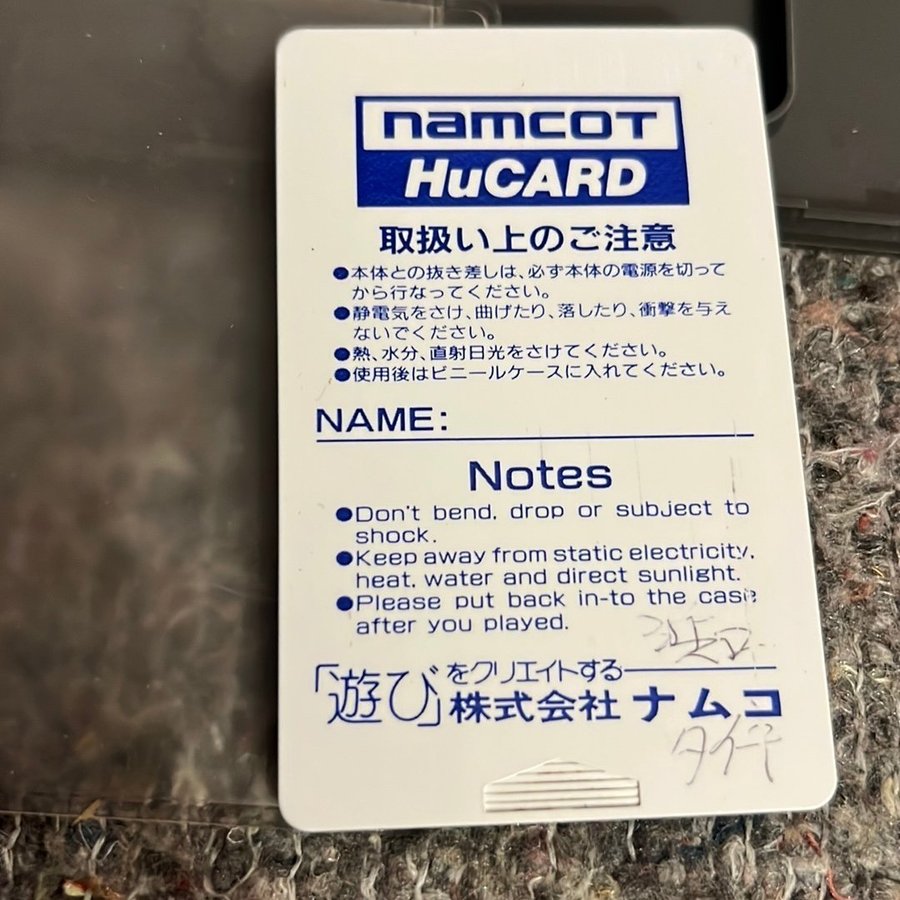 namcoT
HuCARD
取扱い上のご注意
●本体との抜き差しは、必ず本体の電源を切って
から行なってください。
●静電気をさけ、曲げたり、落したり、衝撃を与え
ないでください。
●熱、水分、直射日光をさけてください。
●使用後はビニールケースに入れてください。
NAME:
Notes
●Don't bend, drop or subject to
shock.
●Keep away from static electricity,
heat, water and direct sunlight.
●Please put back in-to the case
after you played.
「遊び」をクリエイトする
株式会社 ナムコ